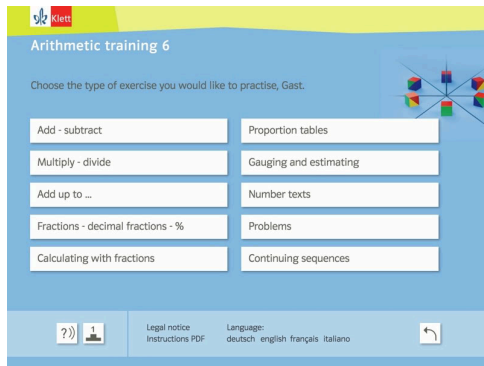 Klett
Arithmetic training 6
Choose the type of exercise you would like to practise, Gast.
Add - subtract
Multiply - divide
Add up to ...
Fractions - decimal fractions - %
Calculating with fractions
Proportion tables
Gauging and estimating
Number texts
Problems
Continuing sequences
?))
1
Legal notice
Instructions PDF
Language:
deutsch english français italiano